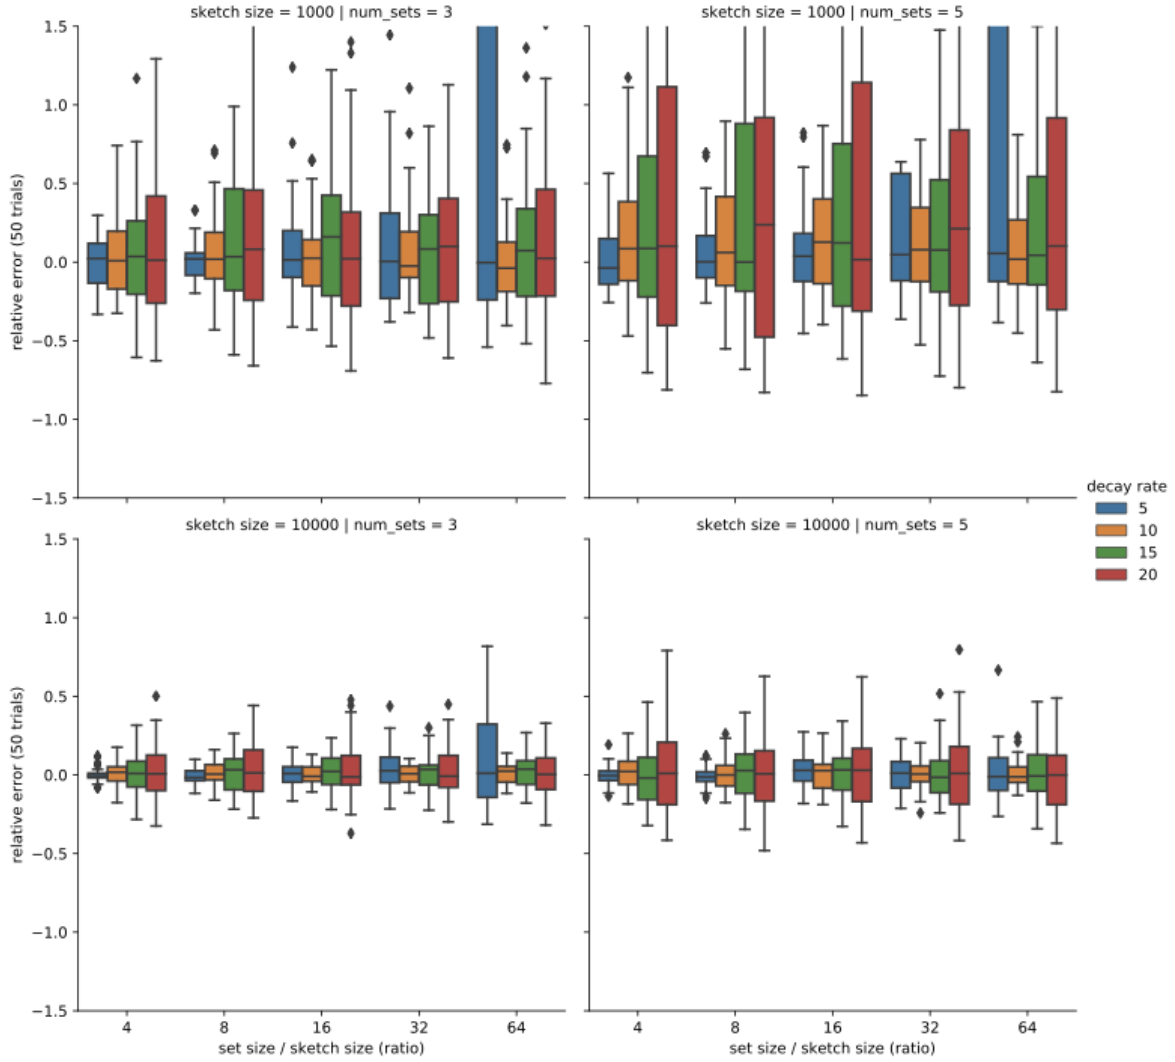 sketch size = 1000 | num_sets = 3
sketch size = 1000 | num_sets = 5
1.5
1.0
0.5
0.0
−0.5
−1.0
−1.5
relative error (50 trials)
decay rate
5
10
15
20
sketch size = 10000 | num_sets = 3
sketch size = 10000 | num_sets = 5
1.5
1.0
0.5
0.0
−0.5
−1.0
−1.5
relative error (50 trials)
4 8 16 32 64
4 8 16 32 64
set size / sketch size (ratio)
set size / sketch size (ratio)